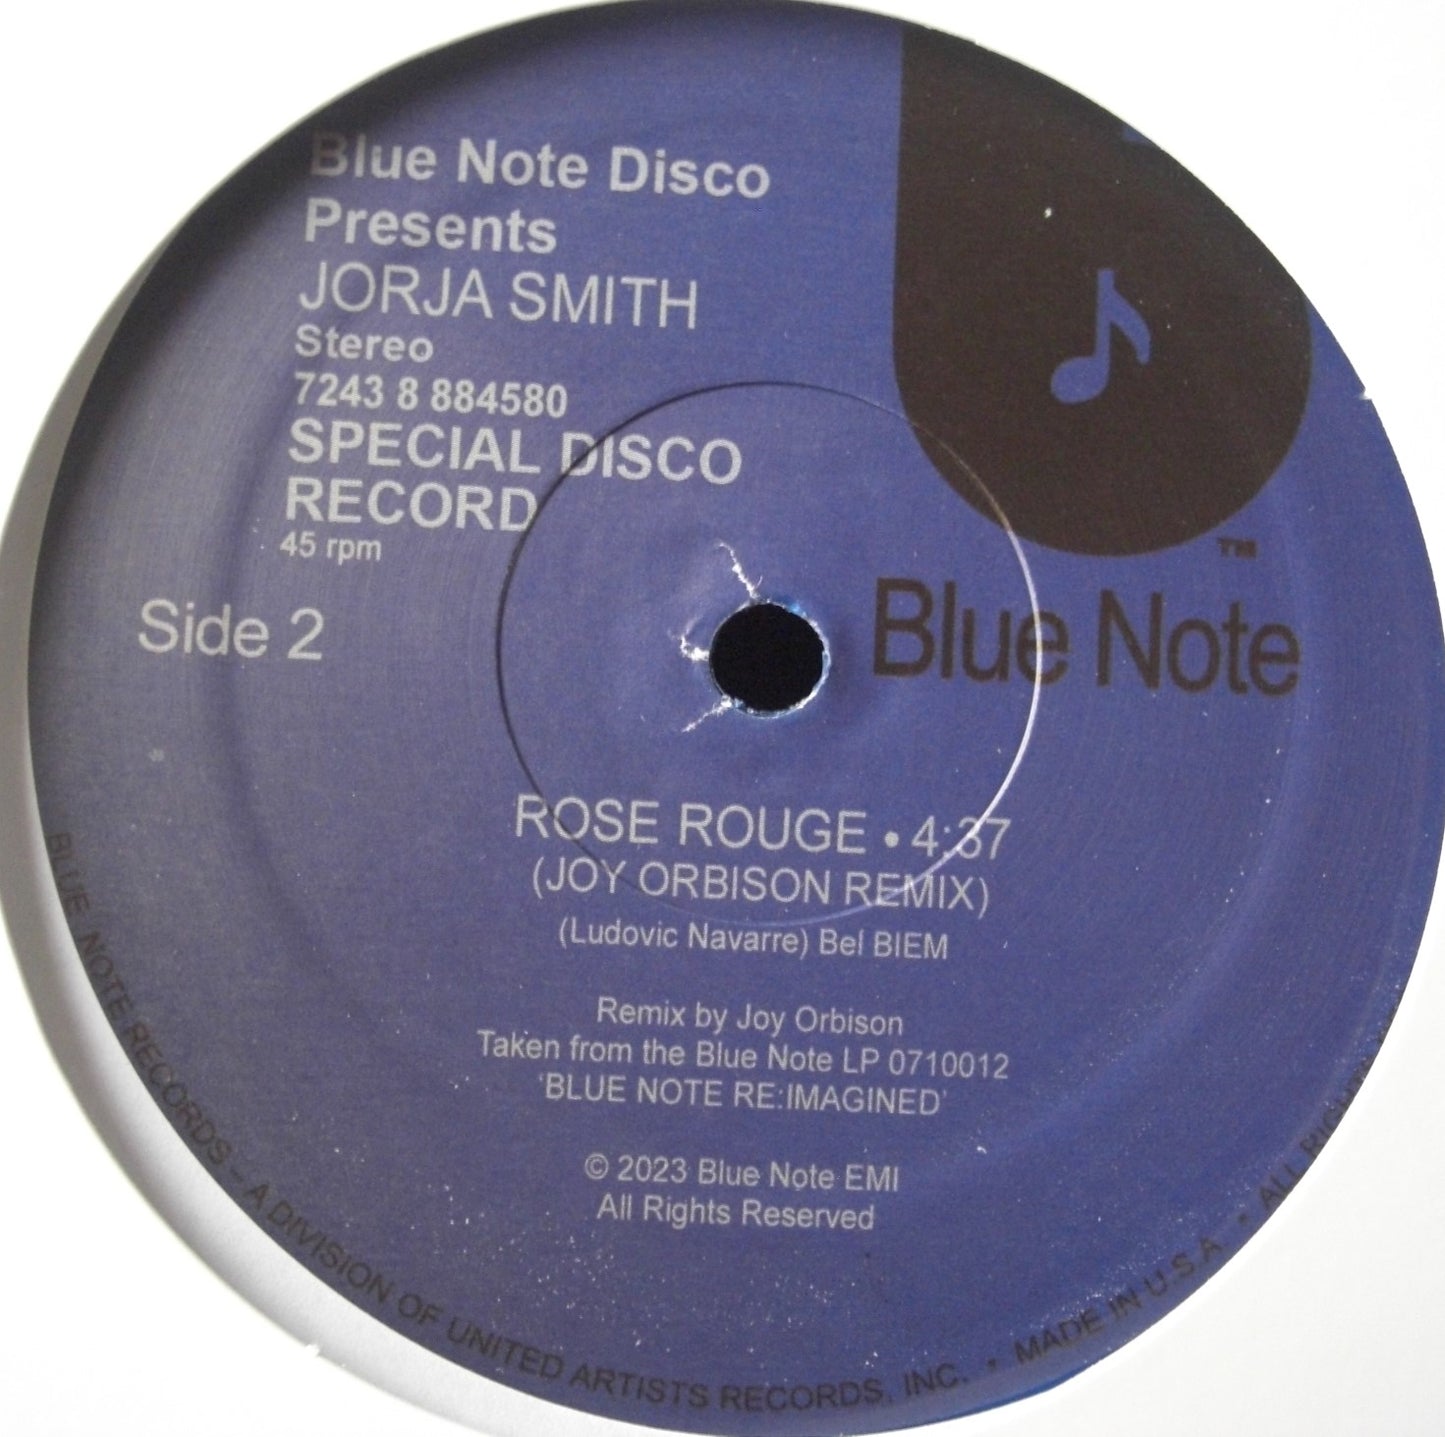 Blue Note Disco
Presents
JORJA SMITH
Stereo
7243 8 884580
SPECIAL DISCO
RECORD
45 rpm
Side 2
TM
Blue Note
ROSE ROUGE • 4:37
(JOY ORBISON REMIX)
(Ludovic Navarre) Bel BIEM
Remix by Joy Orbison
Taken from the Blue Note LP 0710012
'BLUE NOTE RE:IMAGINED'
© 2023 Blue Note EMI
All Rights Reserved
BLUE NOTE RECORDS – A DIVISION OF UNITED ARTISTS RECORDS, INC. • MADE IN U.S.A • ALL